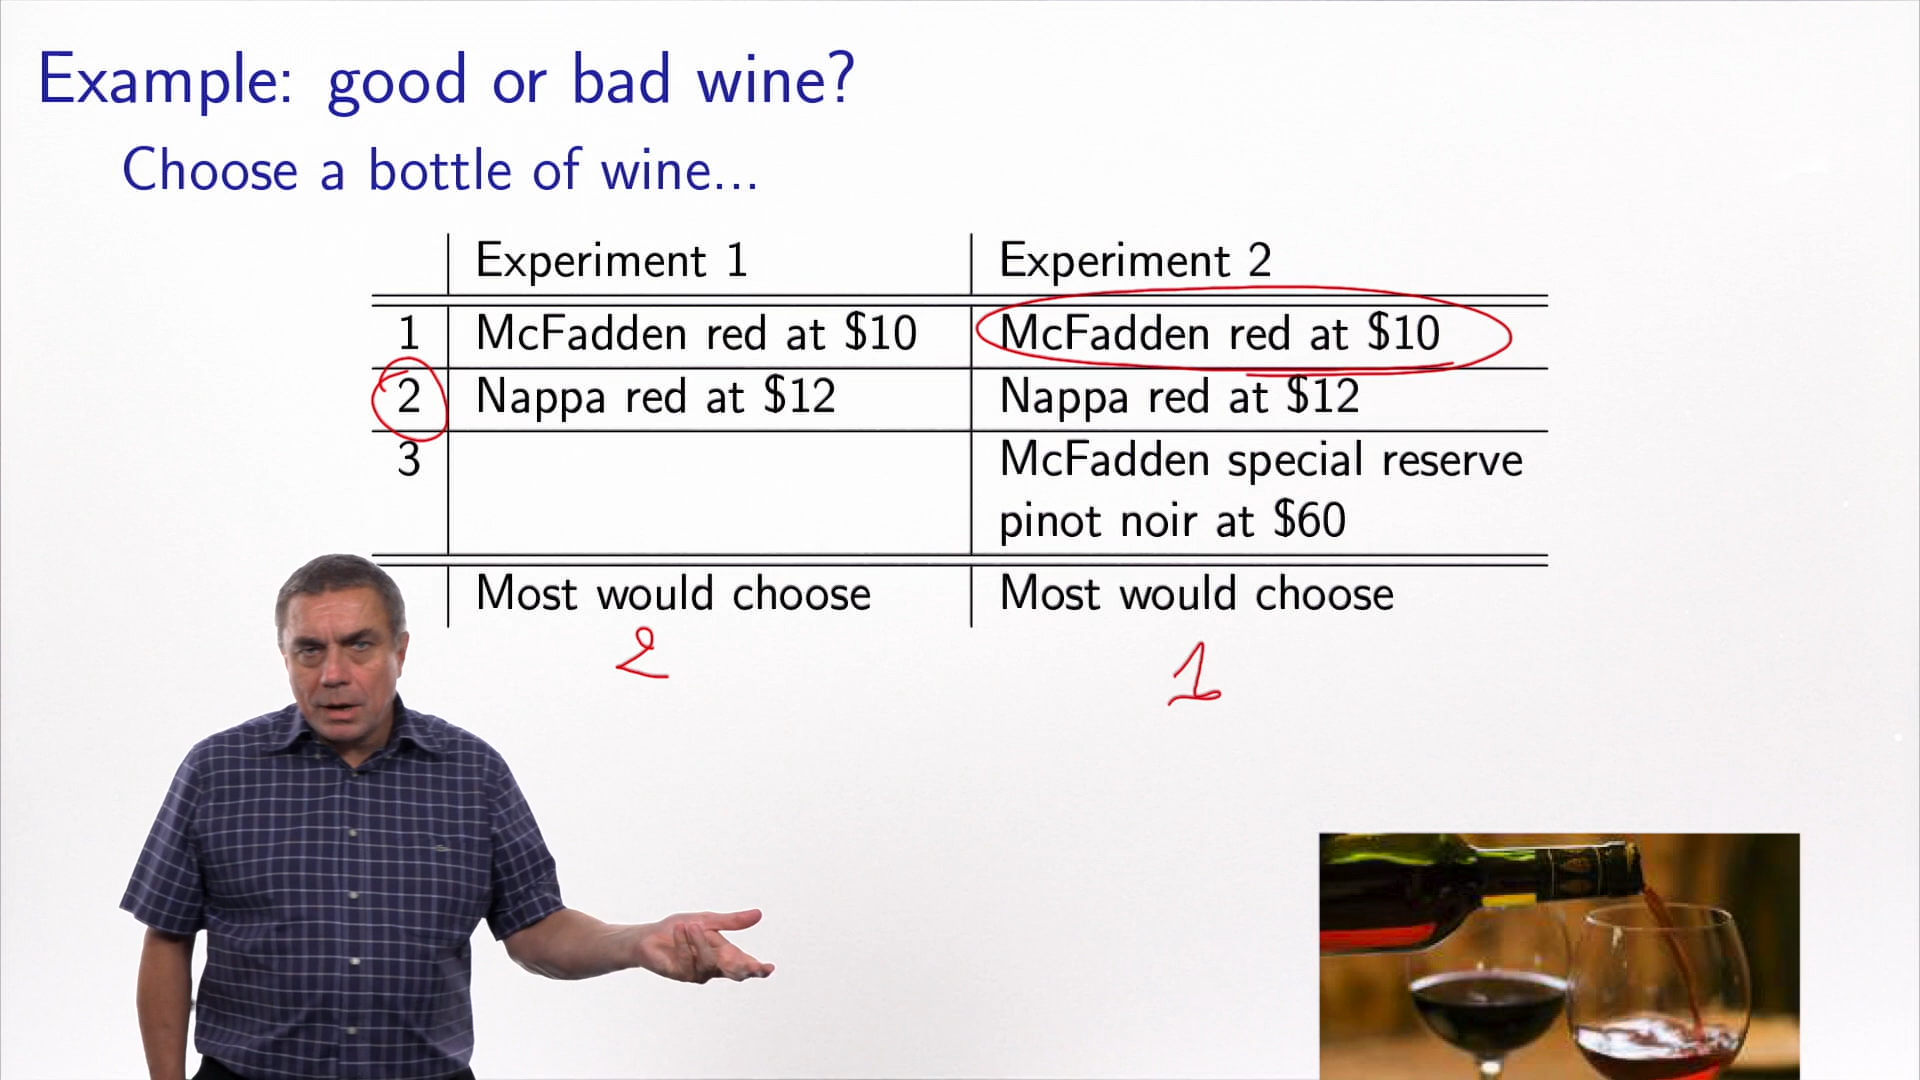 Example: good or bad wine?
Choose a bottle of wine...
Experiment 1 Experiment 2
1 McFadden red at $10 McFadden red at $10
2 Nappa red at $12 Nappa red at $12
3 McFadden special reserve
pinot noir at $60
Most would choose Most would choose
2 1